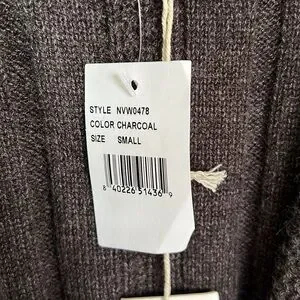 STYLE NVW0478
COLOR CHARCOAL
SIZE SMALL
8 40226 51436 9